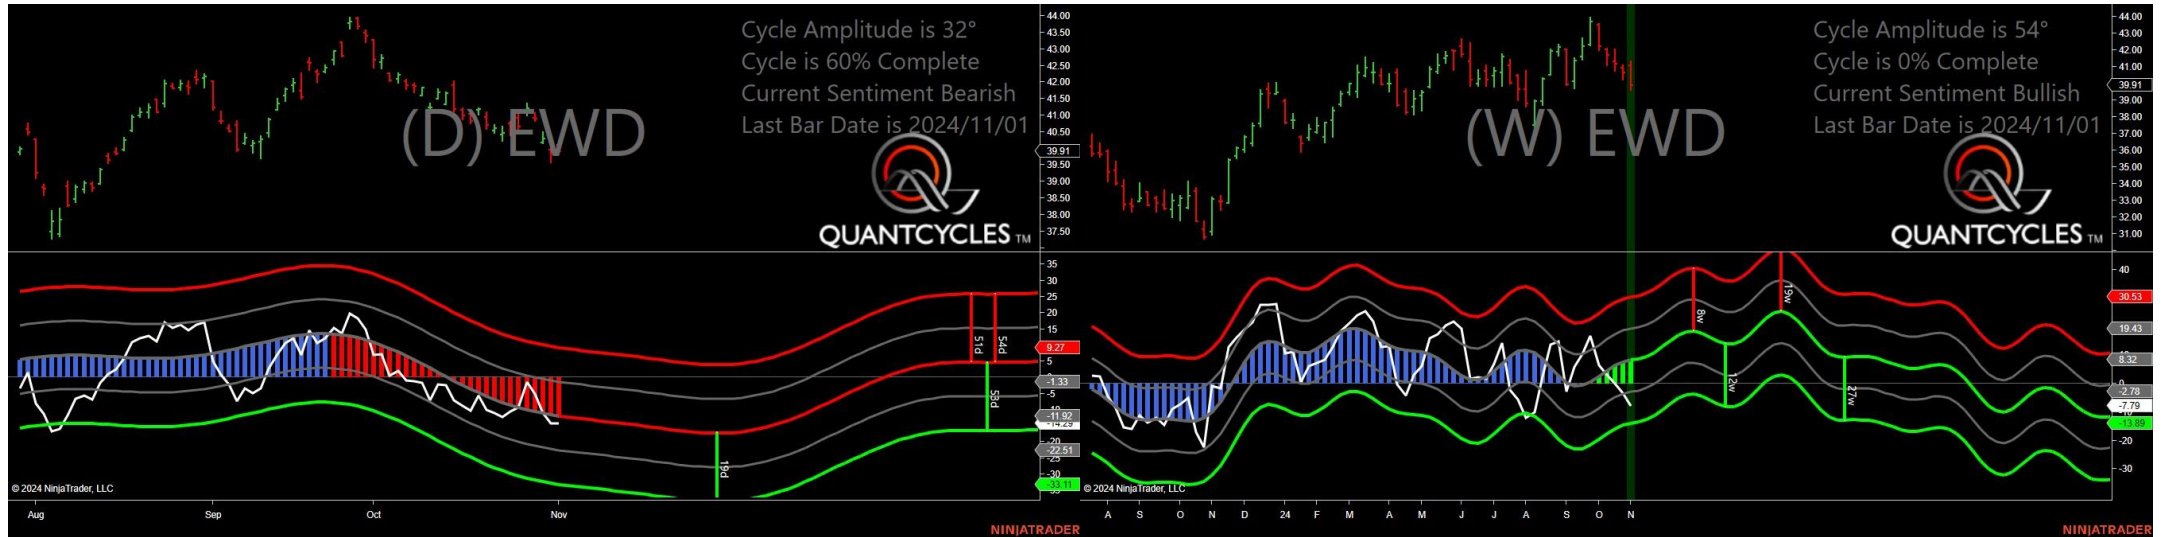 Cycle Amplitude is 32°
Cycle is 60% Complete
Current Sentiment Bearish
Last Bar Date is 2024/11/01
(D) EWD
QUANTCYCLES TM
44.00
43.50
43.00
42.50
42.00
41.50
41.00
40.50
39.91
39.50
39.00
38.50
38.00
37.50
35
30
25
20
15
9.27
5
-1.33
-5
-11.92
-14.29
-20
-22.51
-25
-30
-33.11
51d
54d
53d
19d
© 2024 NinjaTrader, LLC
Aug
Sep
Oct
Nov
NINJATRADER
Cycle Amplitude is 54°
Cycle is 0% Complete
Current Sentiment Bullish
Last Bar Date is 2024/11/01
(W) EWD
QUANTCYCLES TM
44.00
43.00
42.00
41.00
39.91
39.00
38.00
37.00
36.00
35.00
34.00
33.00
32.00
31.00
40
30.53
19.43
8.32
-2.78
-7.79
-13.89
-20
-30
8w
19w
12w
27w
© 2024 NinjaTrader, LLC
A S O N D 24 F M A M J J A S O N
NINJATRADER